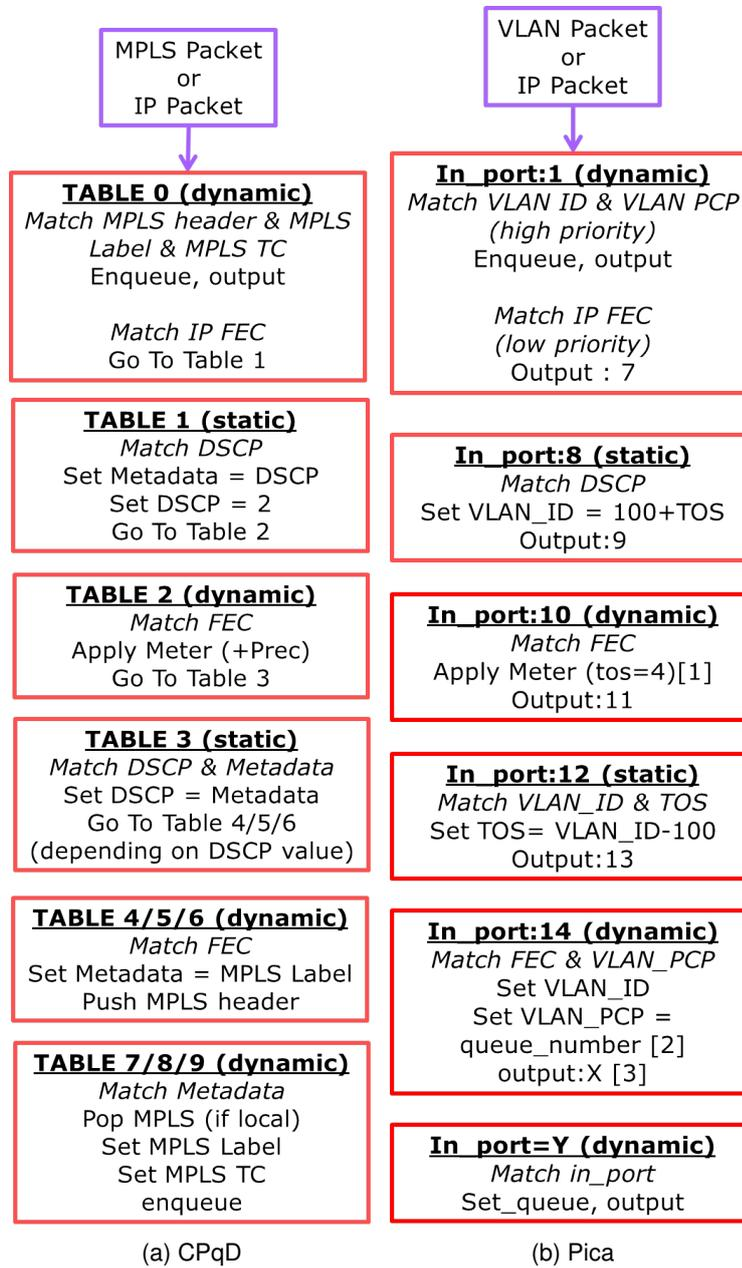 MPLS Packet
or
IP Packet
TABLE 0 (dynamic)
Match MPLS header & MPLS
Label & MPLS TC
Enqueue, output
Match IP FEC
Go To Table 1
TABLE 1 (static)
Match DSCP
Set Metadata = DSCP
Set DSCP = 2
Go To Table 2
TABLE 2 (dynamic)
Match FEC
Apply Meter (+Prec)
Go To Table 3
TABLE 3 (static)
Match DSCP & Metadata
Set DSCP = Metadata
Go To Table 4/5/6
(depending on DSCP value)
TABLE 4/5/6 (dynamic)
Match FEC
Set Metadata = MPLS Label
Push MPLS header
TABLE 7/8/9 (dynamic)
Match Metadata
Pop MPLS (if local)
Set MPLS Label
Set MPLS TC
enqueue
(a) CPqD
VLAN Packet
or
IP Packet
In_port:1 (dynamic)
Match VLAN ID & VLAN PCP
(high priority)
Enqueue, output
Match IP FEC
(low priority)
Output : 7
In_port:8 (static)
Match DSCP
Set VLAN_ID = 100+TOS
Output:9
In_port:10 (dynamic)
Match FEC
Apply Meter (tos=4)[1]
Output:11
In_port:12 (static)
Match VLAN_ID & TOS
Set TOS= VLAN_ID-100
Output:13
In_port:14 (dynamic)
Match FEC & VLAN_PCP
Set VLAN_ID
Set VLAN_PCP =
queue_number [2]
output:X [3]
In_port=Y (dynamic)
Match in_port
Set_queue, output
(b) Pica